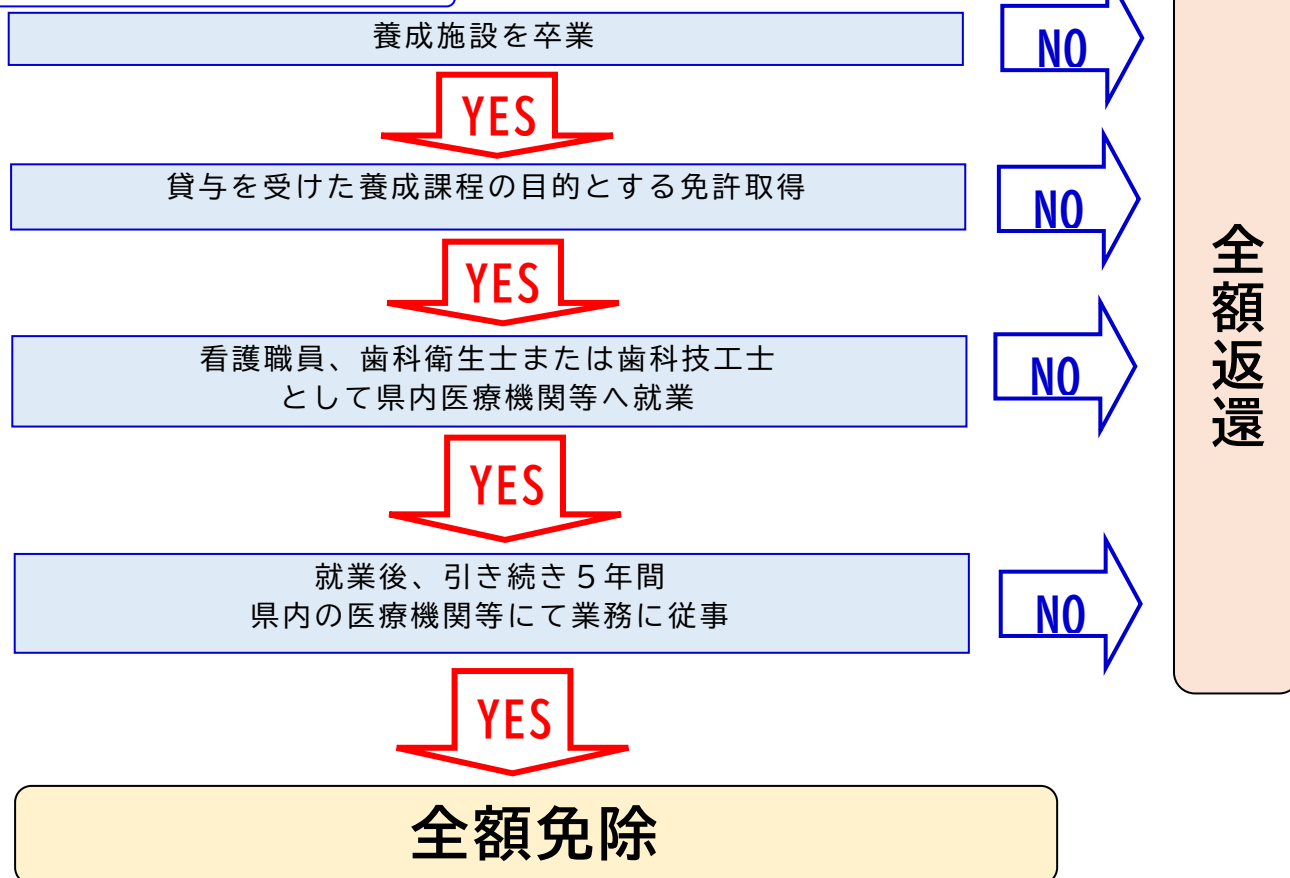 養成施設を卒業
NO
YES
貸与を受けた養成課程の目的とする免許取得
NO
YES
看護職員、歯科衛生士または歯科技工士
として県内医療機関等へ就業
NO
YES
就業後、引き続き５年間
県内の医療機関等にて業務に従事
NO
YES
全額返還
全額免除